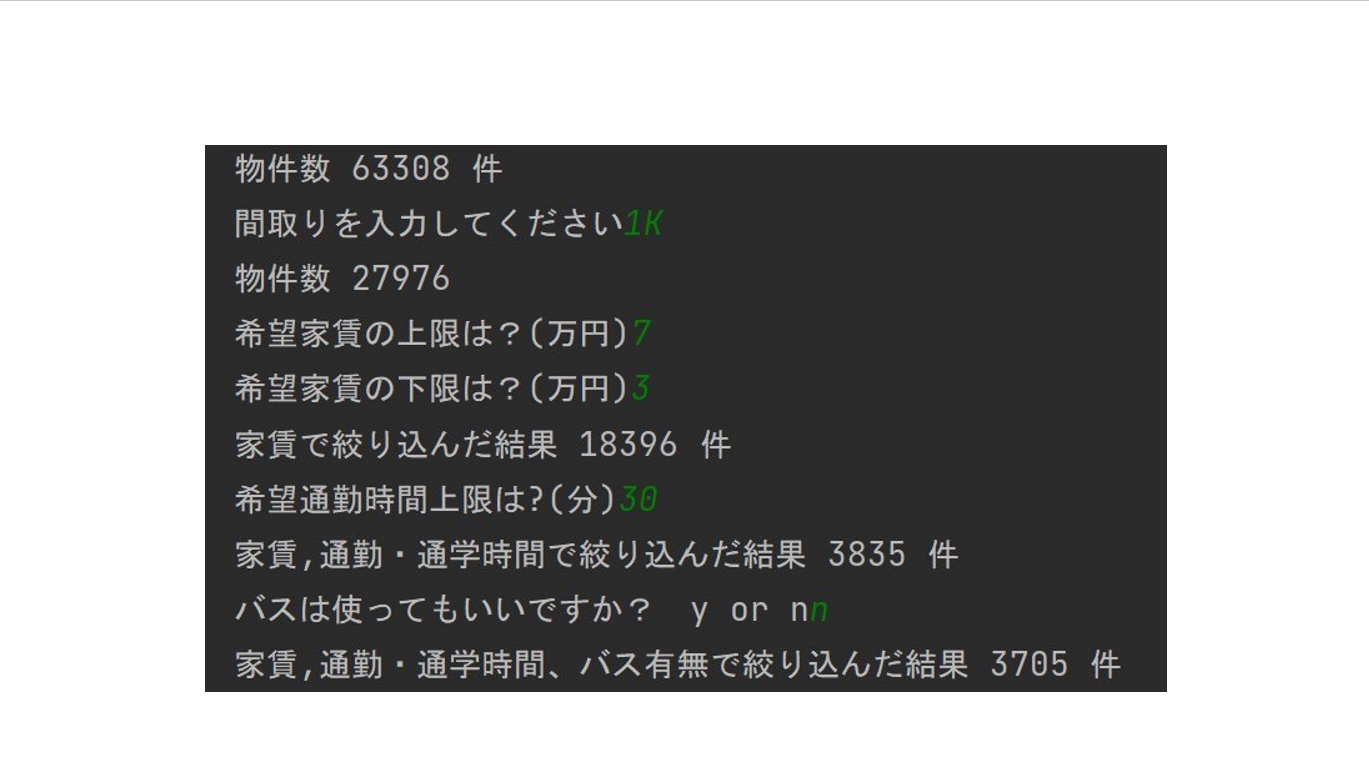 物件数 63308 件
間取りを入力してください1K
物件数 27976
希望家賃の上限は？(万円)7
希望家賃の下限は？(万円)3
家賃で絞り込んだ結果 18396 件
希望通勤時間上限は?(分)30
家賃,通勤・通学時間で絞り込んだ結果 3835 件
バスは使ってもいいですか？ y or nn
家賃,通勤・通学時間、バス有無で絞り込んだ結果 3705 件